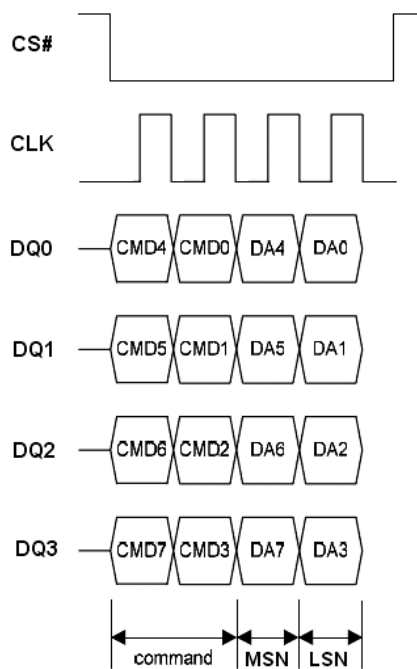 CS#
CLK
DQ0 CMD4 CMD0 DA4 DA0
DQ1 CMD5 CMD1 DA5 DA1
DQ2 CMD6 CMD2 DA6 DA2
DQ3 CMD7 CMD3 DA7 DA3
command MSN LSN